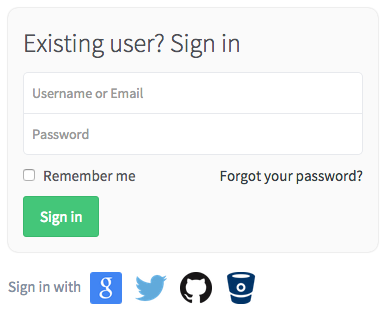 Existing user? Sign in
Username or Email
Password
Remember me Forgot your password?
Sign in
Sign in with g